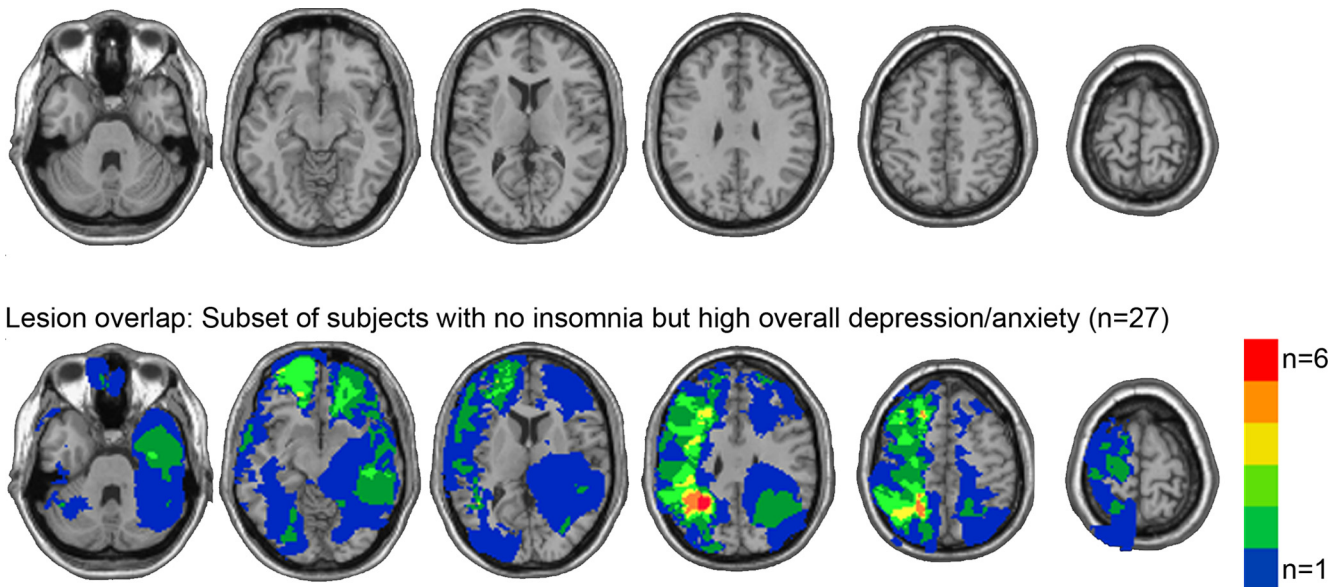 Lesion overlap: Subset of subjects with no insomnia but high overall depression/anxiety (n=27)
n=6
n=1